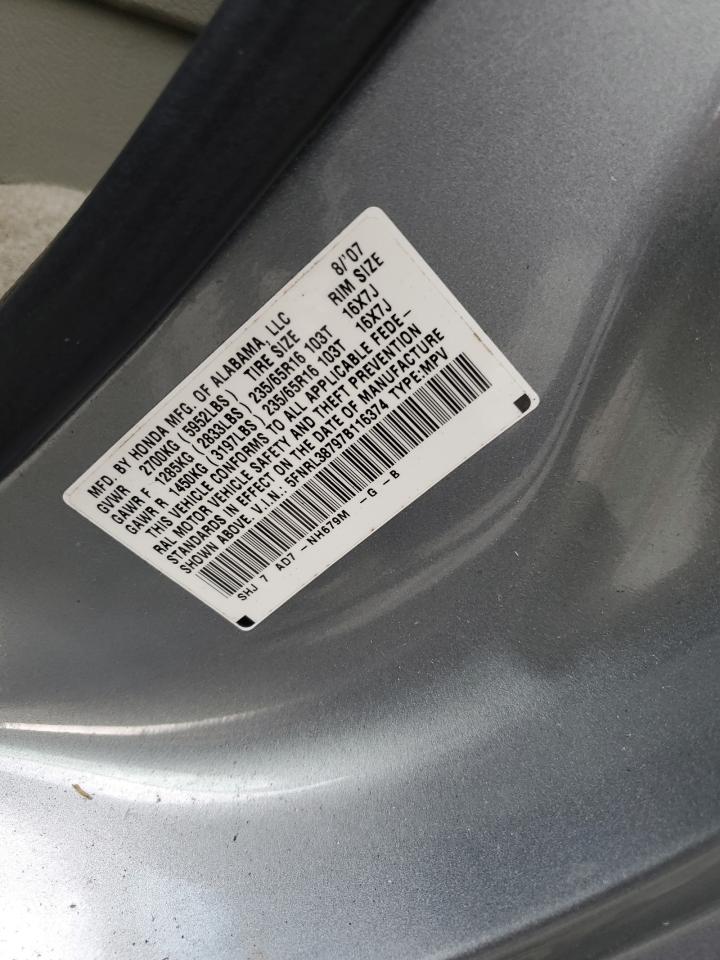 MFD. BY HONDA MFG. OF ALABAMA, LLC 8/'07
GVWR 2700KG (5952LBS) TIRE SIZE RIM SIZE
GAWR F 1285KG (2833LBS) 235/65R16 103T 16X7J
GAWR R 1450KG (3197LBS) 235/65R16 103T 16X7J
THIS VEHICLE CONFORMS TO ALL APPLICABLE FEDE-
RAL MOTOR VEHICLE SAFETY AND THEFT PREVENTION
STANDARDS IN EFFECT ON THE DATE OF MANUFACTURE
SHOWN ABOVE. V.I.N.: 5FNRL38797B116374 TYPE:MPV
SHJ 7 AD7 -NH679M -G -B